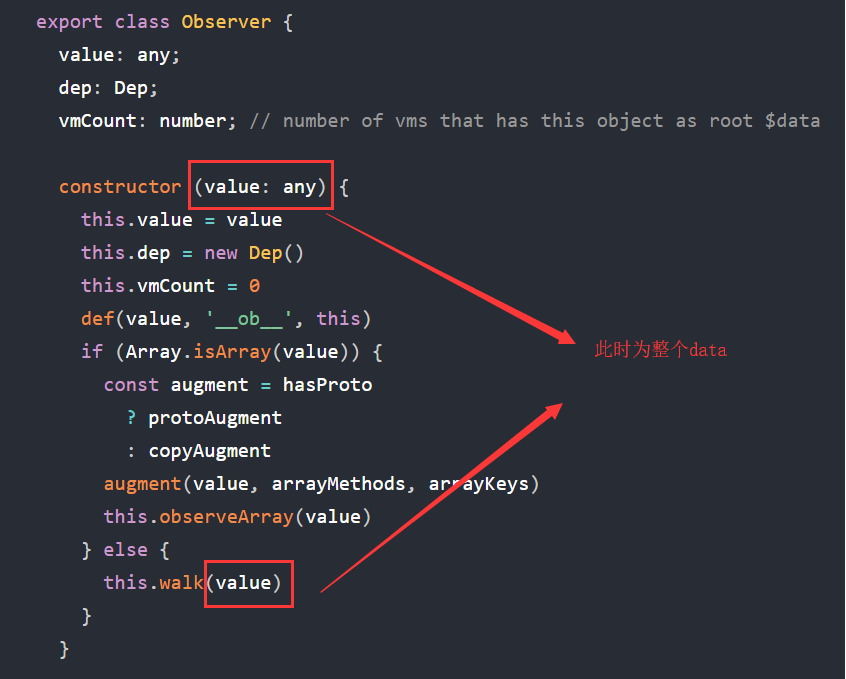 export class Observer {
value: any;
dep: Dep;
vmCount: number; // number of vms that has this object as root $data
constructor (value: any) {
this.value = value
this.dep = new Dep()
this.vmCount = 0
def(value, '__ob__', this)
if (Array.isArray(value)) {
此时为整个data
const augment = hasProto
? protoAugment
: copyAugment
augment(value, arrayMethods, arrayKeys)
this.observeArray(value)
} else {
this.walk(value)
}
}